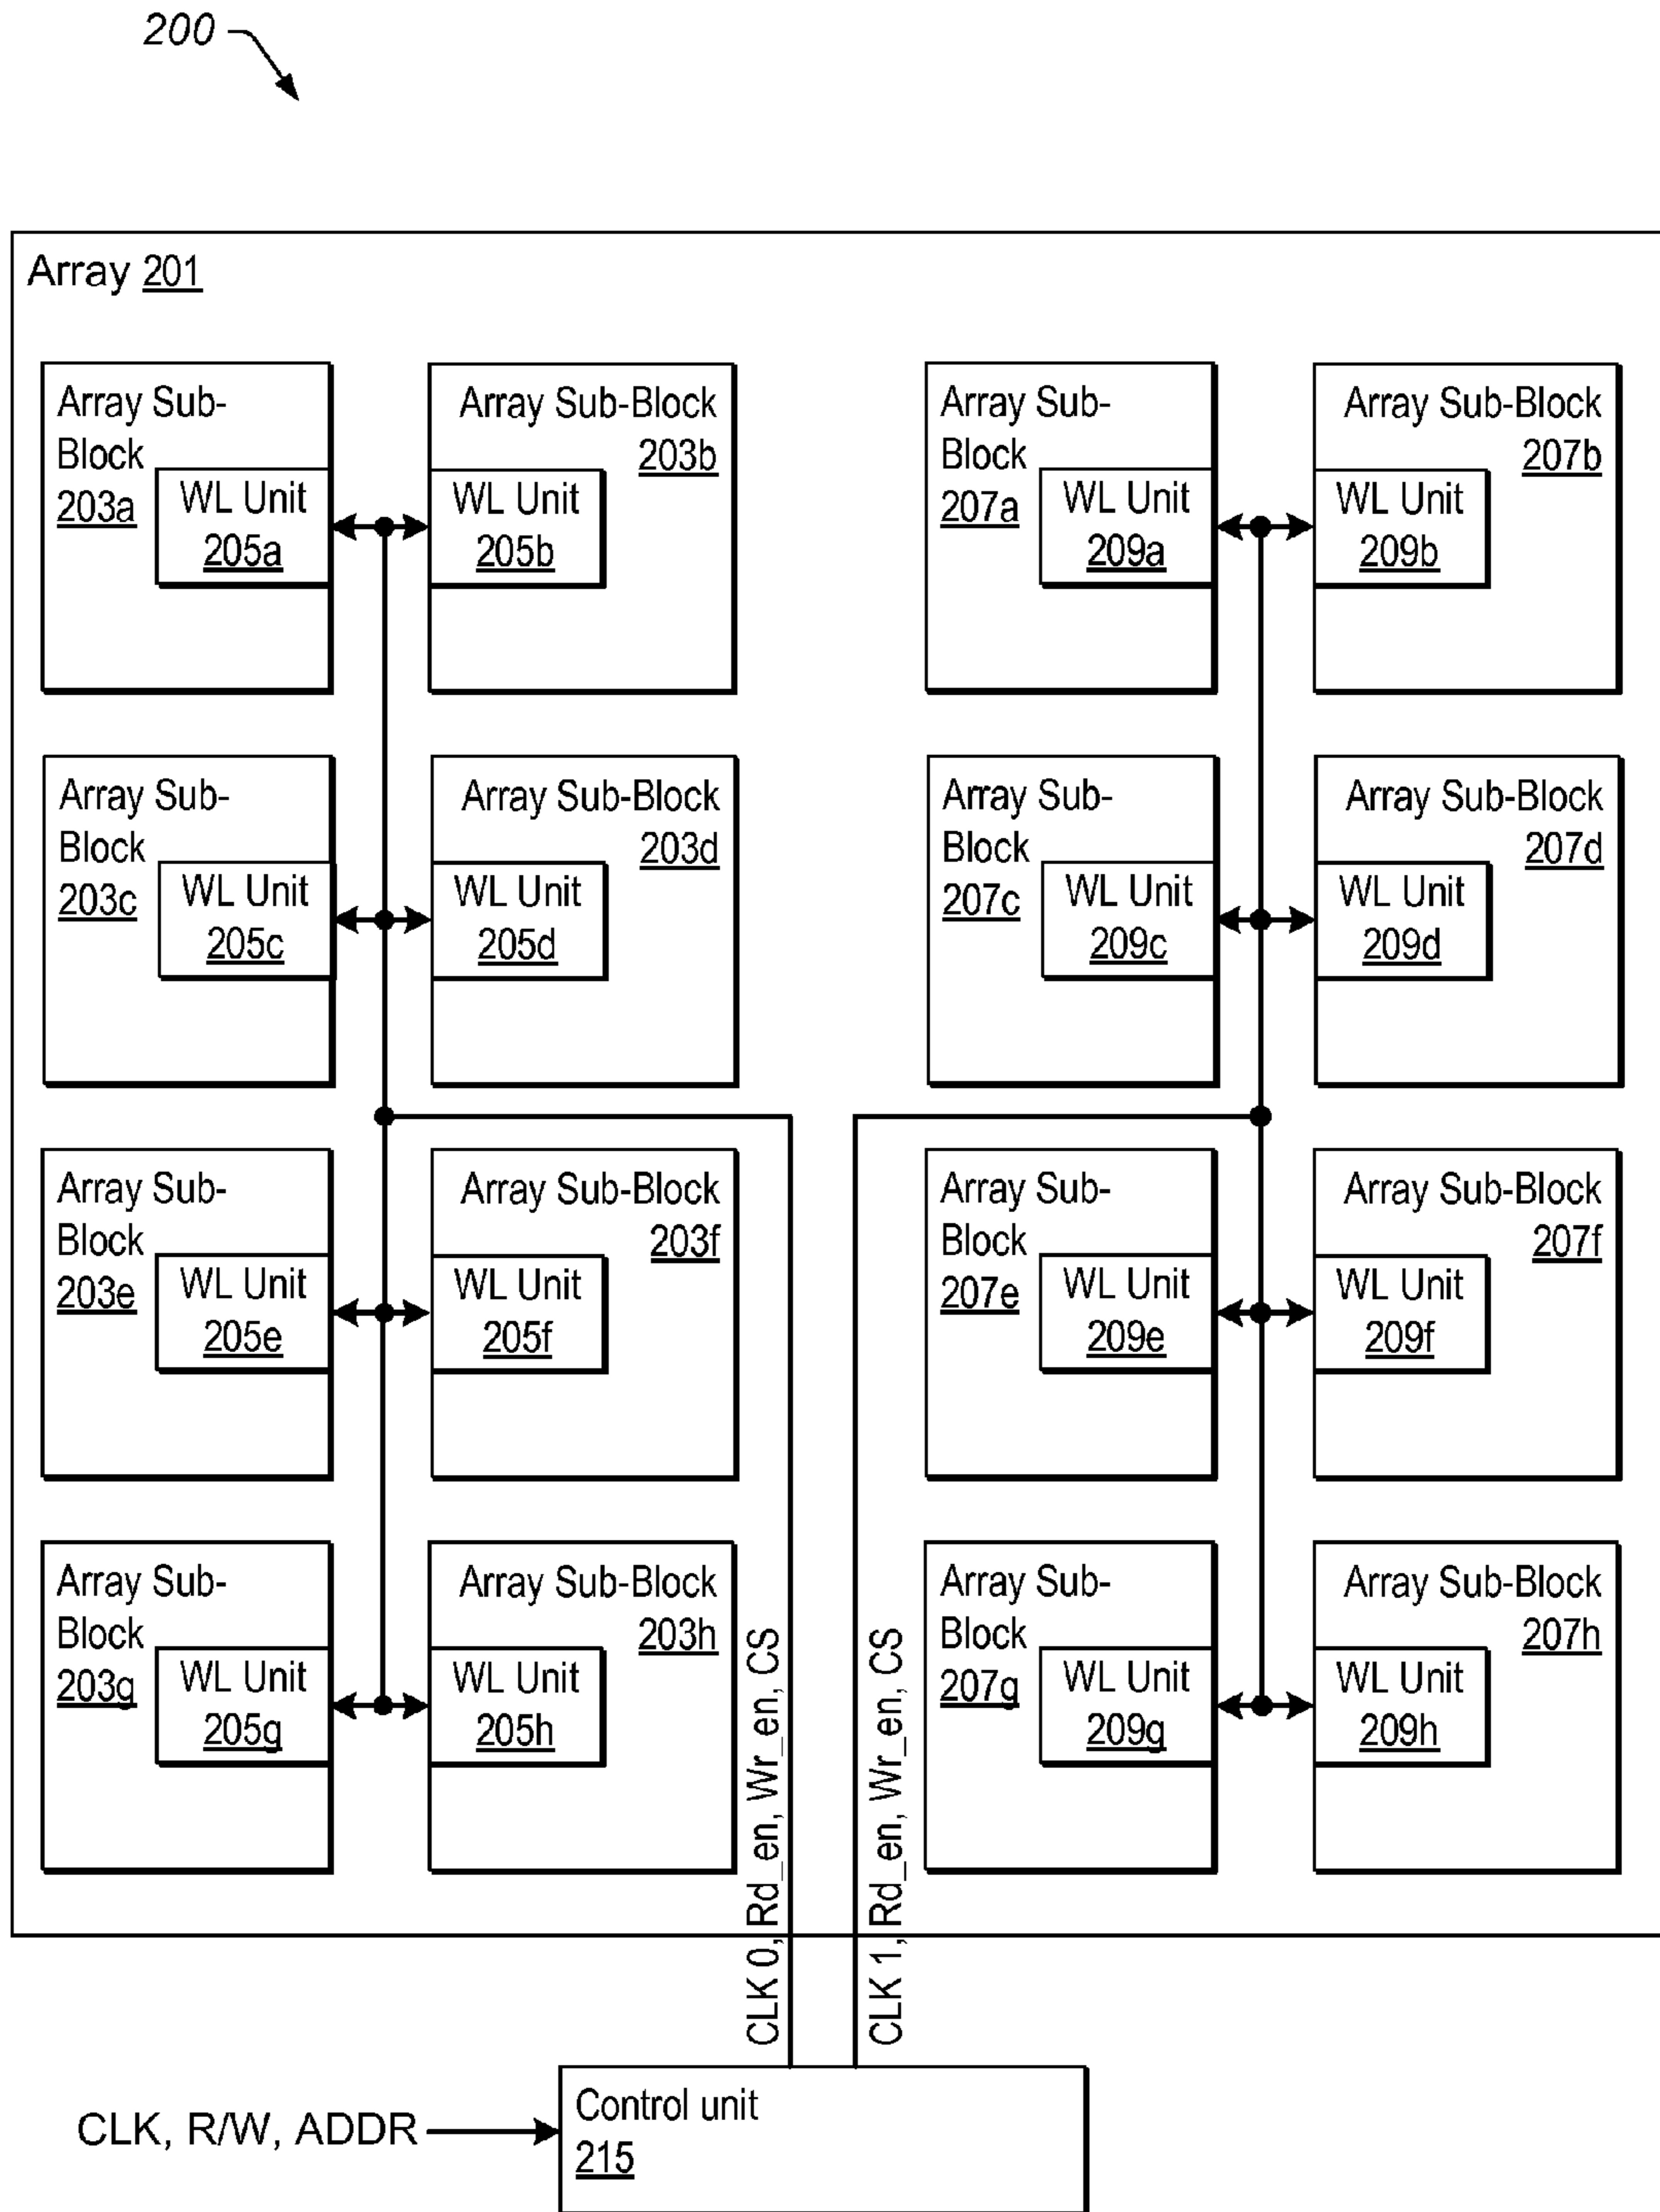 200
Array 201
Array Sub-
Block
203a
WL Unit
205a
Array Sub-Block
203b
WL Unit
205b
Array Sub-
Block
207a
WL Unit
209a
Array Sub-Block
207b
WL Unit
209b
Array Sub-
Block
203c
WL Unit
205c
Array Sub-Block
203d
WL Unit
205d
Array Sub-
Block
207c
WL Unit
209c
Array Sub-Block
207d
WL Unit
209d
Array Sub-
Block
203e
WL Unit
205e
Array Sub-Block
203f
WL Unit
205f
Array Sub-
Block
207e
WL Unit
209e
Array Sub-Block
207f
WL Unit
209f
Array Sub-
Block
203g
WL Unit
205g
Array Sub-Block
203h
WL Unit
205h
Array Sub-
Block
207g
WL Unit
209g
Array Sub-Block
207h
WL Unit
209h
CLK 0, Rd_en, Wr_en, CS
CLK 1, Rd_en, Wr_en, CS
CLK, R/W, ADDR
Control unit
215